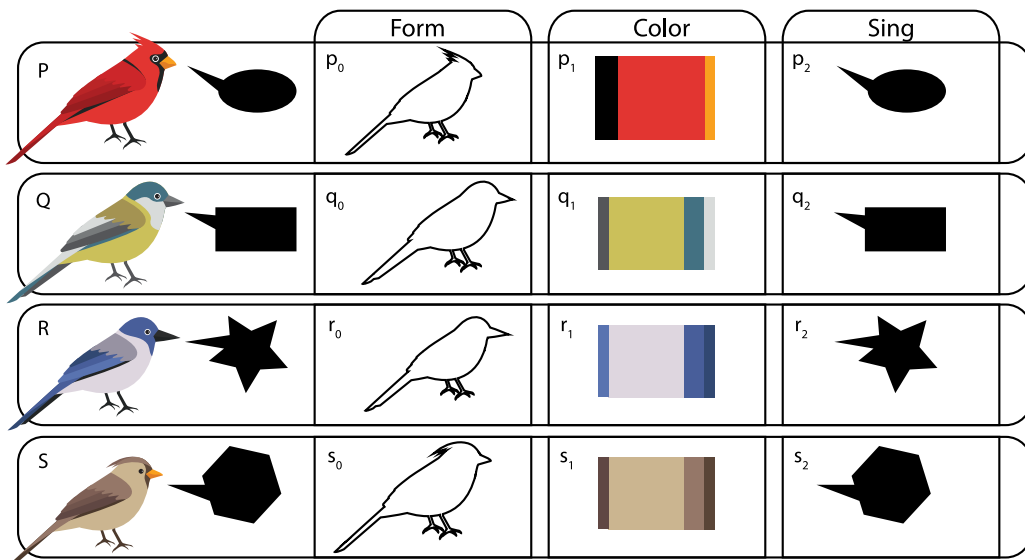 Form Color Sing
P p0 p1 p2
Q q0 q1 q2
R r0 r1 r2
S s0 s1 s2